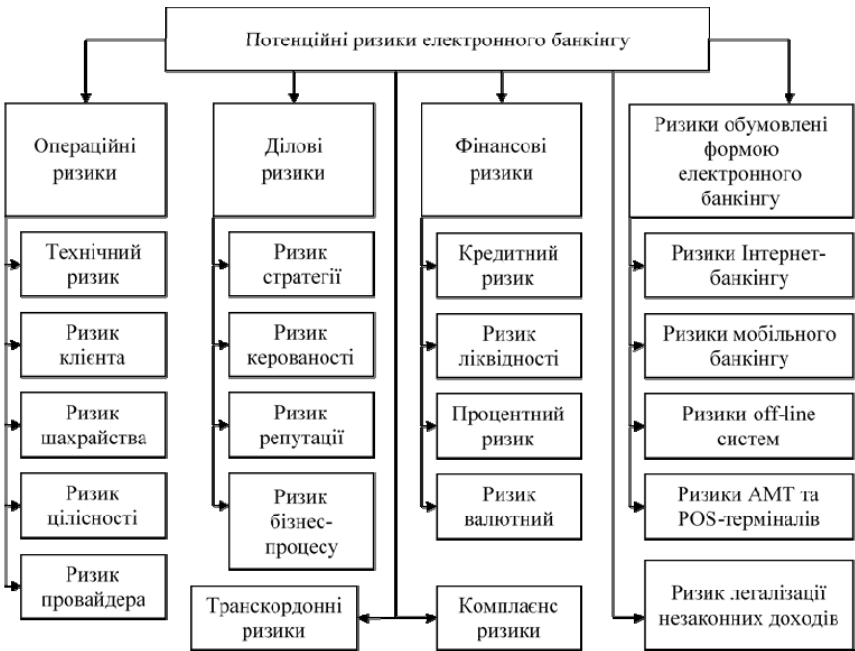 Потенційні ризики електронного банкінгу
Операційні
ризики
Технічний
ризик
Ризик
клієнта
Ризик
шахрайства
Ризик
цілісності
Ризик
провайдера
Ділові
ризики
Ризик
стратегії
Ризик
керованості
Ризик
репутації
Ризик
бізнес-
процесу
Фінансові
ризики
Кредитний
ризик
Ризик
ліквідності
Процентний
ризик
Ризик
валютний
Ризики обумовлені
формою
електронного
банкінгу
Ризики Інтернет-
банкінгу
Ризики мобільного
банкінгу
Ризики off-line
систем
Ризики АМТ та
POS-терміналів
Транскордонні
ризики
Комплаєнс
ризики
Ризик легалізації
незаконних доходів